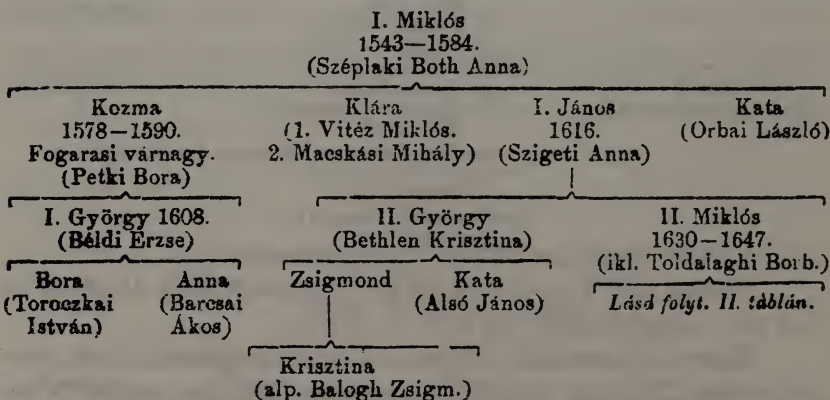 I. Miklós
1543—1584.
(Széplaki Both Anna)
Kozma Klára I. János Kata
1578—1590. (1. Vitéz Miklós. 1616. (Orbai László)
Fogarasi várnagy. 2. Macskási Mihály) (Szigeti Anna)
(Petki Bora)
I. György 1608. II. György II. Miklós
(Béldi Erzse) (Bethlen Krisztina) 1630—1647.
(ikl. Toldalaghi Borb.)
Bora Anna Zsigmond Kata Lásd folyt. II. táblán.
(Toroczkai (Barcsai (Alsó János)
István) Ákos)
Krisztina
(alp. Balogh Zsigm.)